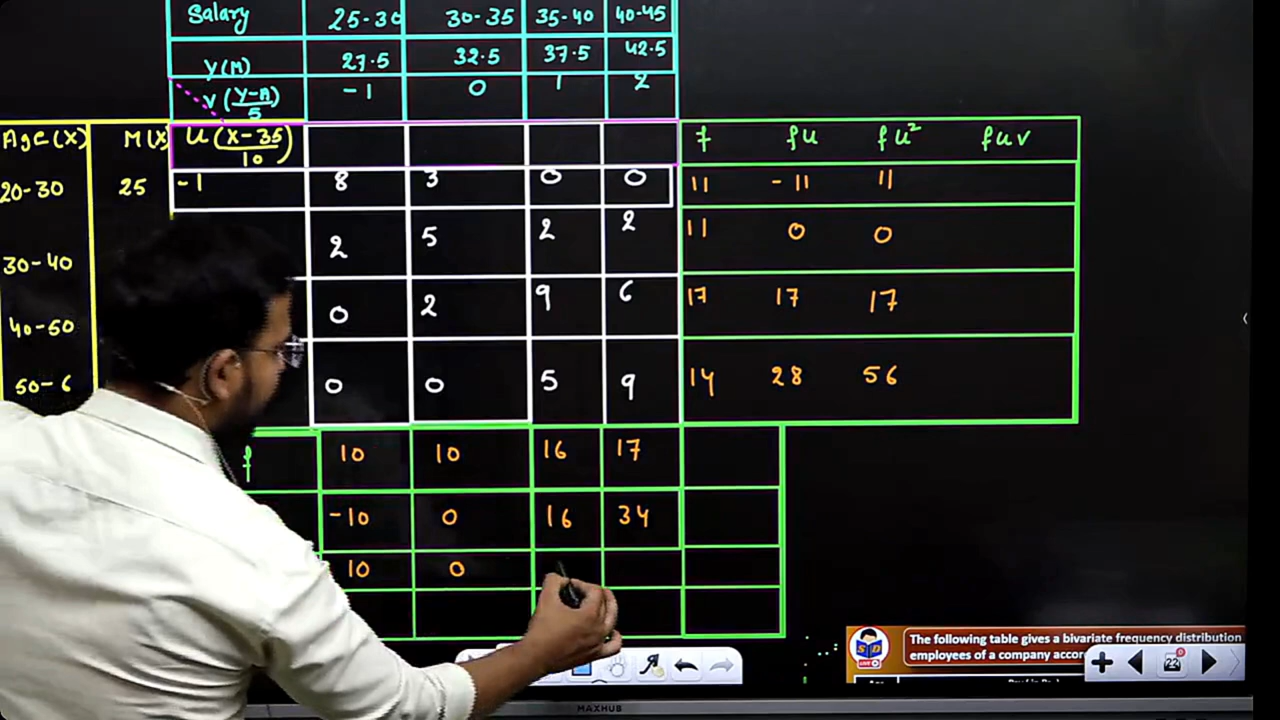 Salary 25-30 30-35 35-40 40-45
Y(M) 27.5 32.5 37.5 42.5
V (Y-A)/5 -1 0 1 2
Age(X) M(X) U (X-35)/10 f fu fu² fuv
20-30 25 -1 8 3 0 0 11 -11 11
30-40 2 5 2 2 11 0 0
40-50 0 2 9 6 17 17 17
50-6 0 0 5 9 14 28 56
f 10 10 16 17
-10 0 16 34
10 0
The following table gives a bivariate frequency distribution
employees of a company
MAXHUB